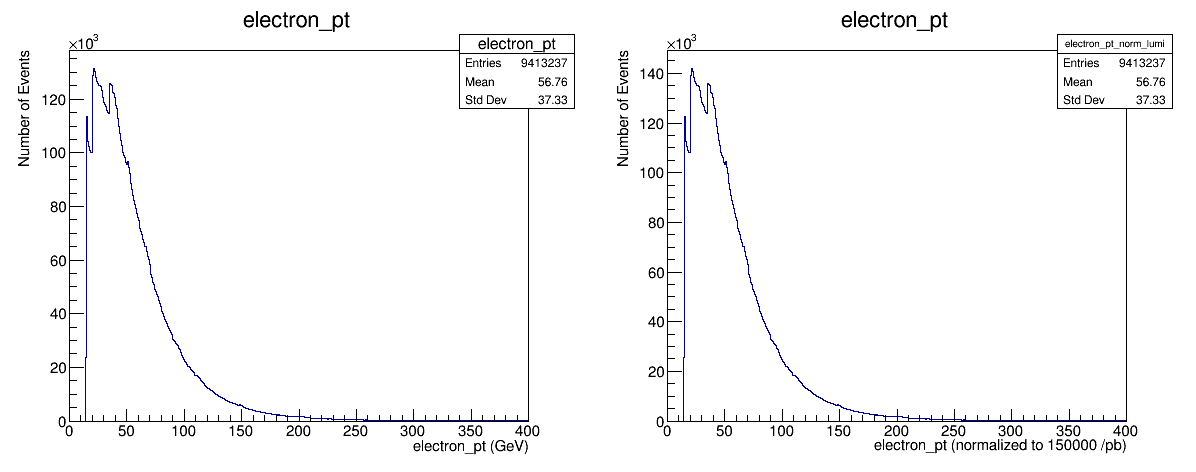 electron_pt
×10³
Number of Events
120
100
80
60
40
20
0
0 50 100 150 200 250 300 350 400
electron_pt (GeV)
electron_pt
Entries 9413237
Mean 56.76
Std Dev 37.33
electron_pt
×10³
Number of Events
140
120
100
80
60
40
20
0
0 50 100 150 200 250 300 350 400
electron_pt (normalized to 150000 /pb)
electron_pt_norm_lumi
Entries 9413237
Mean 56.76
Std Dev 37.33